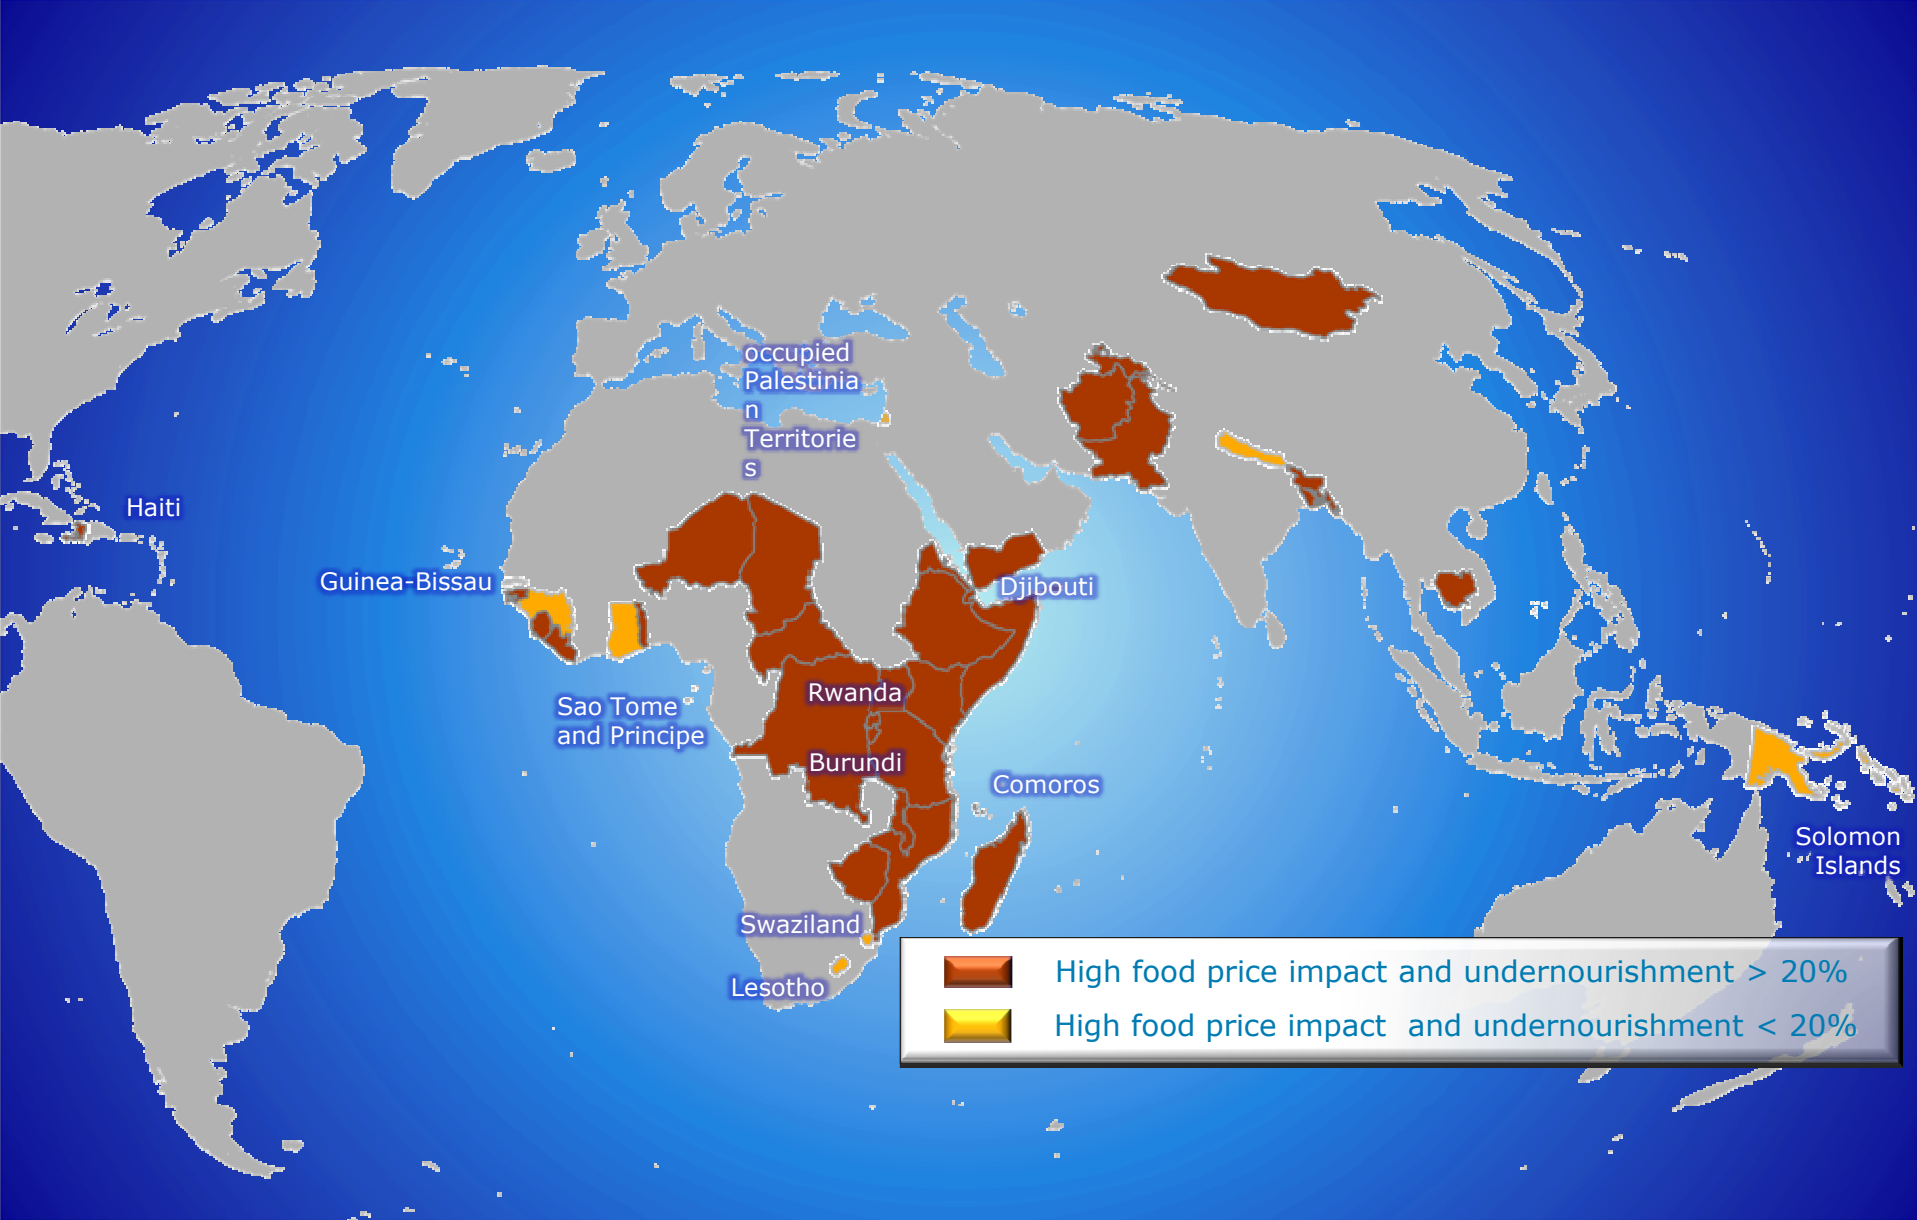 occupied
Palestinia
n
Territorie
s
Haiti
Guinea-Bissau
Djibouti
Sao Tome
and Principe
Rwanda
Burundi
Comoros
Solomon
Islands
Swaziland
Lesotho
High food price impact and undernourishment > 20%
High food price impact  and undernourishment < 20%